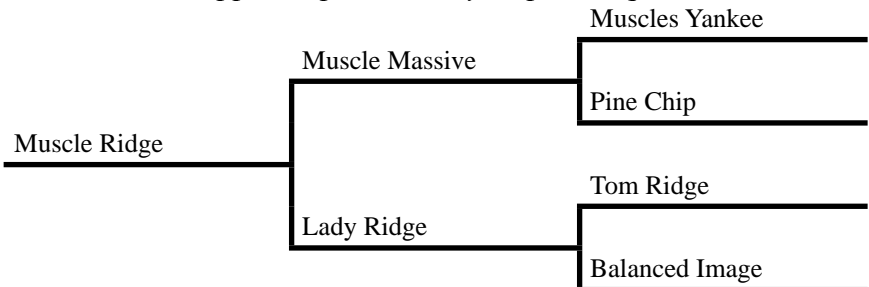 Muscles Yankee
Muscle Massive
Pine Chip
Muscle Ridge
Tom Ridge
Lady Ridge
Balanced Image